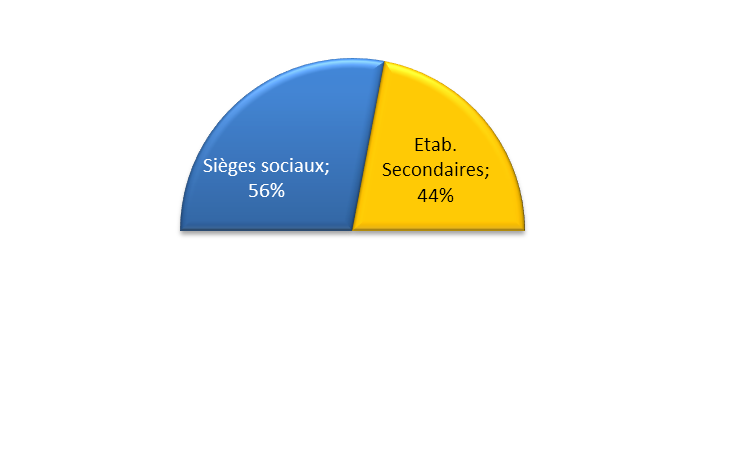 Sièges sociaux;
56%
Etab.
Secondaires;
44%